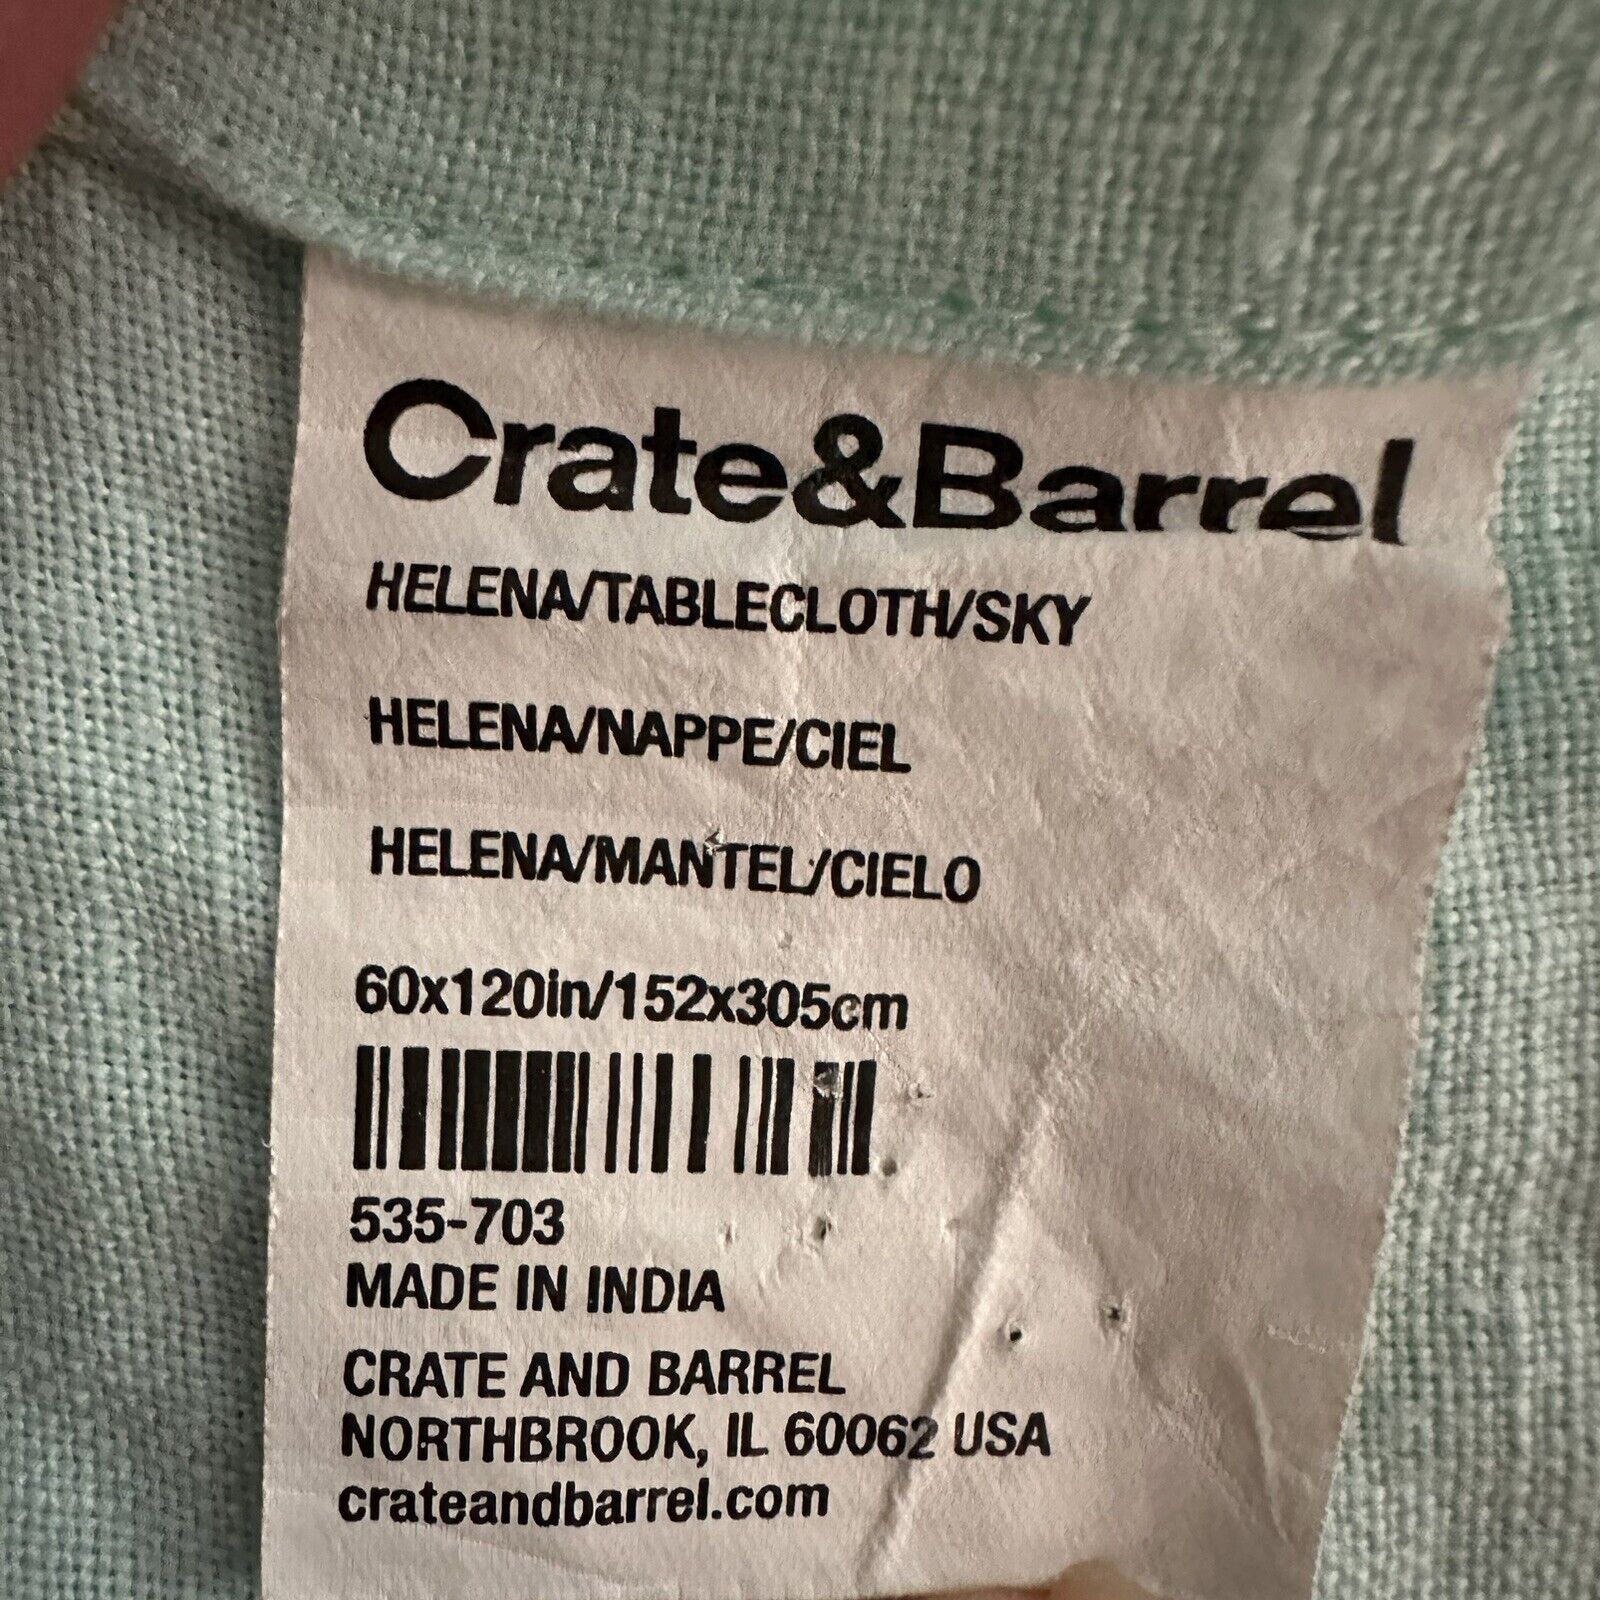 Crate&Barrel
HELENA/TABLECLOTH/SKY
HELENA/NAPPE/CIEL
HELENA/MANTEL/CIELO
60x120in/152x305cm
535-703
MADE IN INDIA
CRATE AND BARREL
NORTHBROOK, IL 60062 USA
crateandbarrel.com